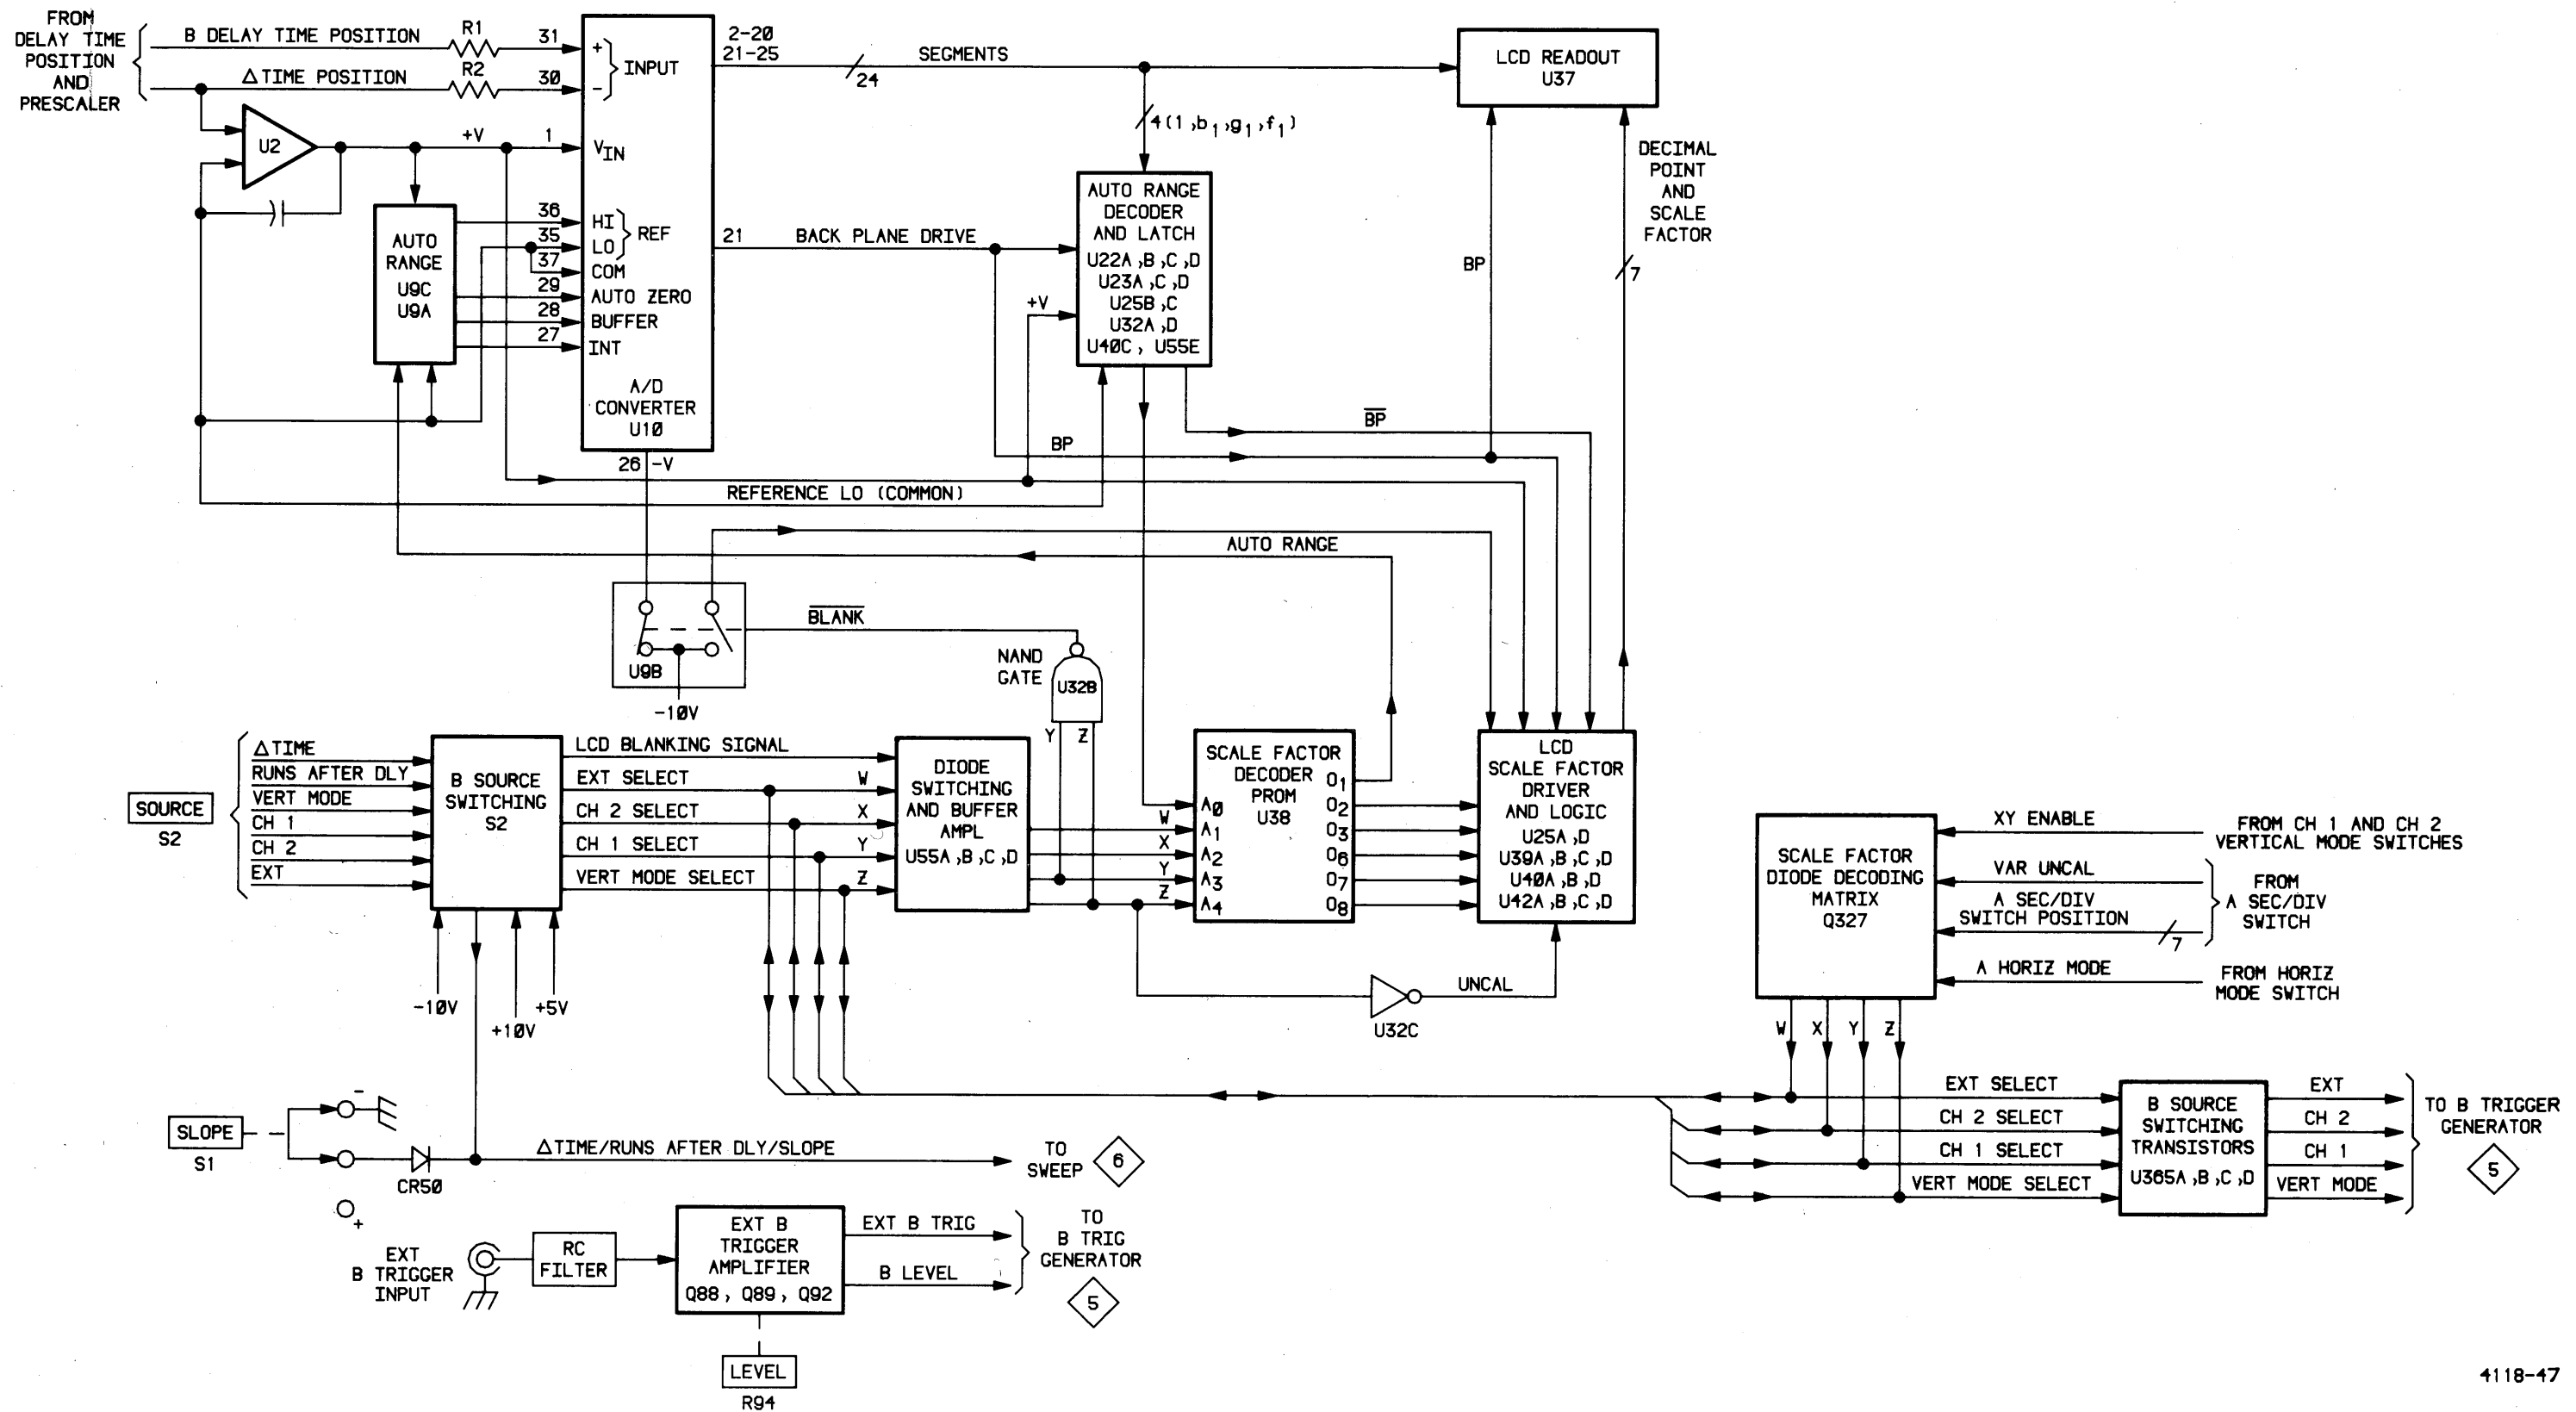 FROM
DELAY TIME
POSITION
AND
PRESCALER
B DELAY TIME POSITION
R1
31
ΔTIME POSITION
R2
30
+
-
INPUT
U2
+V
1
VIN
36
HI
35
LO
REF
37
COM
29
AUTO ZERO
28
BUFFER
27
INT
AUTO
RANGE
U9C
U9A
A/D
CONVERTER
U10
26
-V
2-20
21-25
SEGMENTS
24
4(1,b1,g1,f1)
LCD READOUT
U37
21
BACK PLANE DRIVE
AUTO RANGE
DECODER
AND LATCH
U22A,B,C,D
U23A,C,D
U25B,C
U32A,D
U40C, U55E
+V
BP
DECIMAL
POINT
AND
SCALE
FACTOR
7
B̅P̅
BP
REFERENCE LO (COMMON)
AUTO RANGE
B̅L̅A̅N̅K̅
U9B
-10V
NAND
GATE
U32B
Y
Z
SOURCE
S2
ΔTIME
RUNS AFTER DLY
VERT MODE
CH 1
CH 2
EXT
B SOURCE
SWITCHING
S2
-10V
+10V
+5V
LCD BLANKING SIGNAL
EXT SELECT
W
CH 2 SELECT
X
CH 1 SELECT
Y
VERT MODE SELECT
Z
DIODE
SWITCHING
AND BUFFER
AMPL
U55A,B,C,D
W
X
Y
Z
SCALE FACTOR
DECODER
PROM
U38
A0
A1
A2
A3
A4
O1
O2
O3
O6
O7
O8
LCD
SCALE FACTOR
DRIVER
AND LOGIC
U25A,D
U39A,B,C,D
U40A,B,D
U42A,B,C,D
U32C
UNCAL
SCALE FACTOR
DIODE DECODING
MATRIX
Q327
XY ENABLE
FROM CH 1 AND CH 2
VERTICAL MODE SWITCHES
VAR UNCAL
A SEC/DIV
SWITCH POSITION
7
FROM
A SEC/DIV
SWITCH
A HORIZ MODE
FROM HORIZ
MODE SWITCH
W
X
Y
Z
EXT SELECT
CH 2 SELECT
CH 1 SELECT
VERT MODE SELECT
B SOURCE
SWITCHING
TRANSISTORS
U365A,B,C,D
EXT
CH 2
CH 1
VERT MODE
TO B TRIGGER
GENERATOR
5
SLOPE
S1
-
+
CR50
ΔTIME/RUNS AFTER DLY/SLOPE
TO
SWEEP
6
EXT
B TRIGGER
INPUT
RC
FILTER
EXT B
TRIGGER
AMPLIFIER
Q88, Q89, Q92
EXT B TRIG
B LEVEL
TO
B TRIG
GENERATOR
5
LEVEL
R94
4118-47